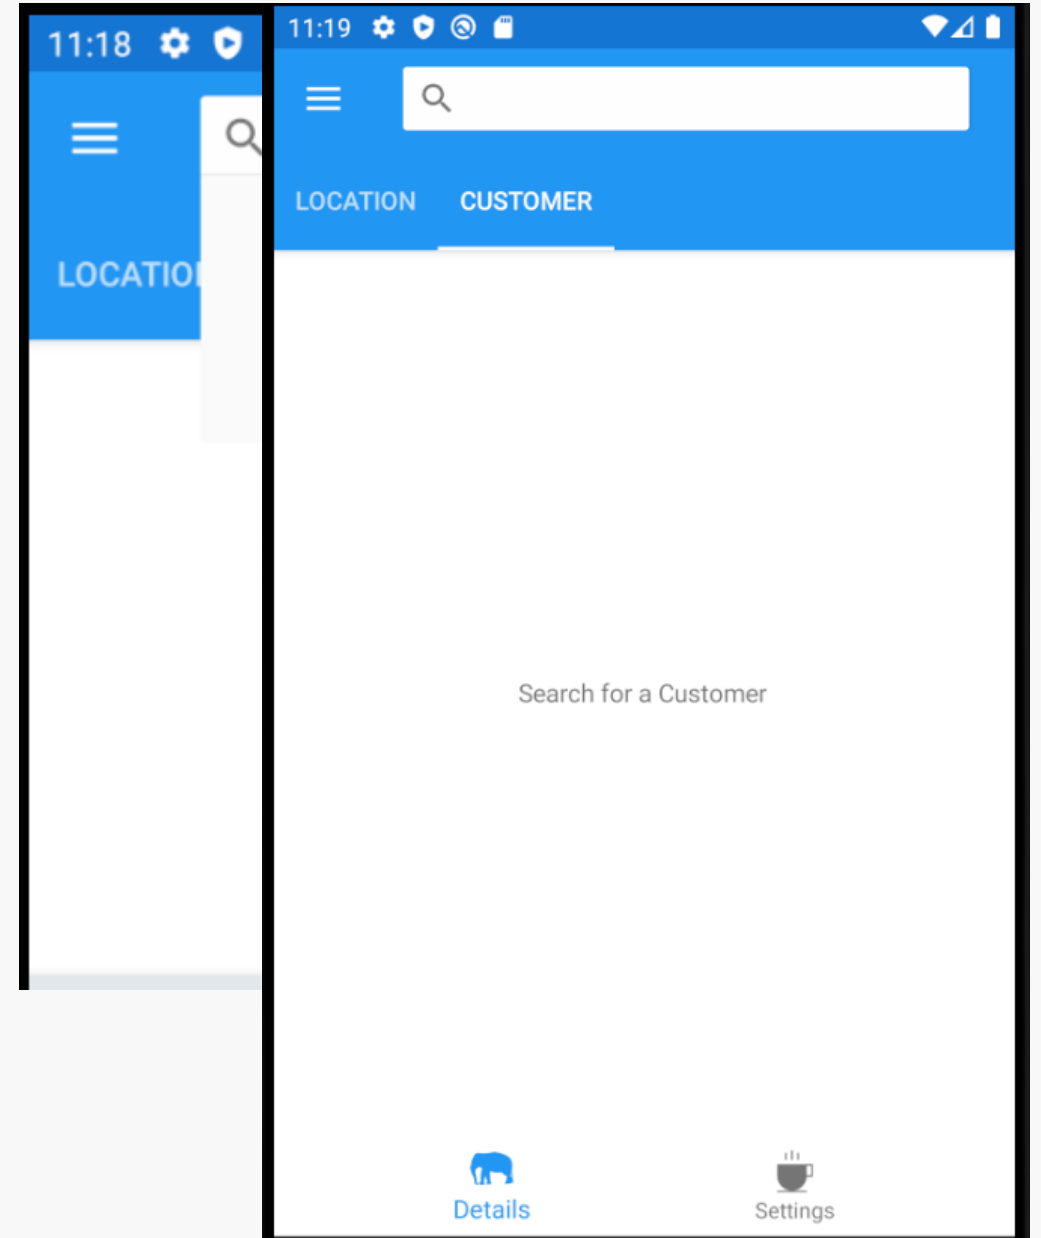 11:18
LOCATIO
11:19
LOCATION CUSTOMER
Search for a Customer
Details Settings